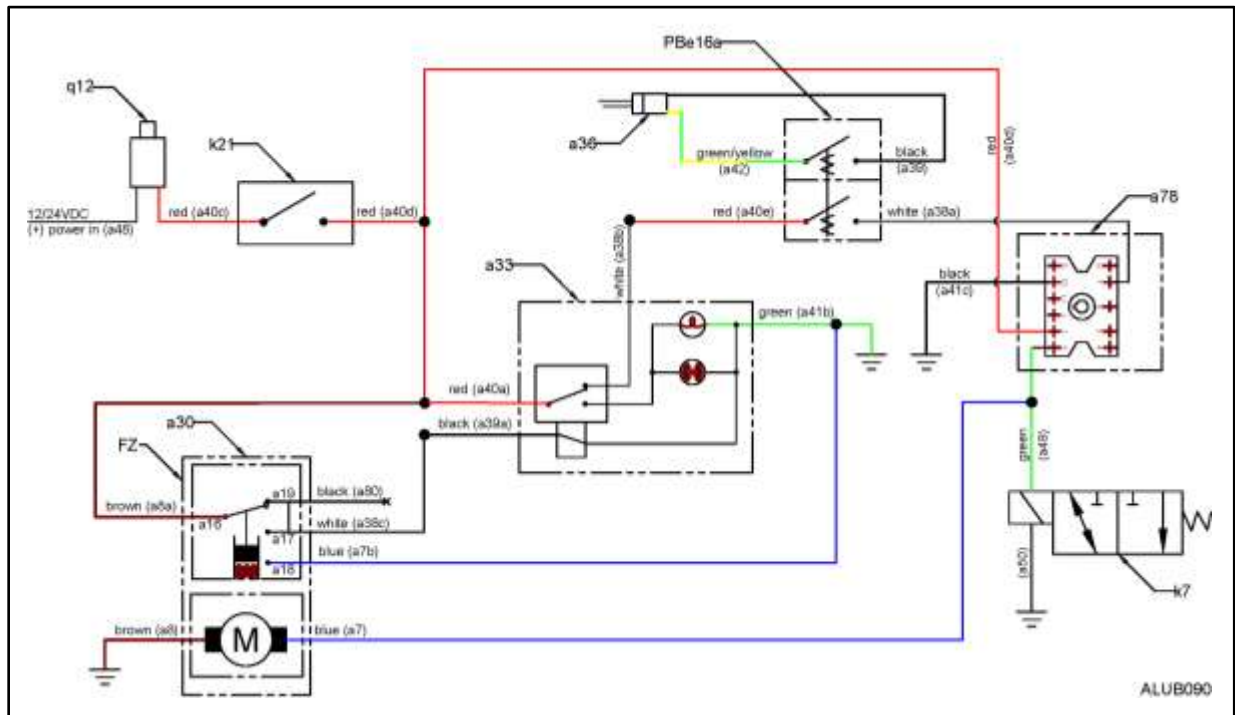 PBe16a
q12
k21
a36
green/yellow
(a42)
black
(a39)
red
(a40d)
a78
12/24VDC
(+) power in (a46)
red (a40c)
red (a40d)
red (a40e)
white (a38a)
white (a38b)
a33
black
(a41c)
green (a41b)
red (a40a)
a30
black (a39a)
FZ
green
(a48)
a19
black (a80)
brown (a8a)
a16
white (a38c)
a17
blue (a7b)
a18
(a50)
k7
brown (a8)
M
blue (a7)
ALUB090